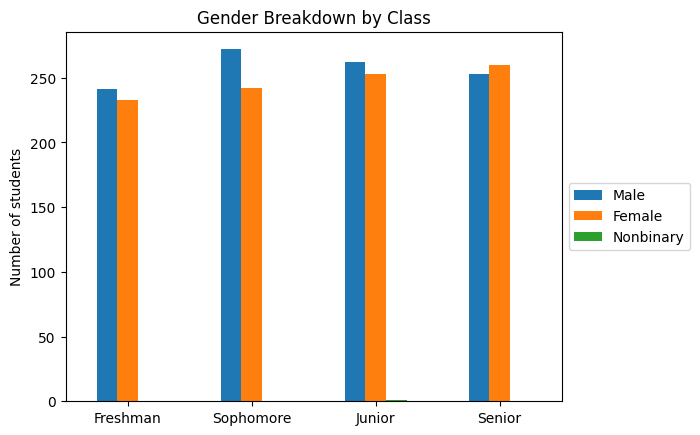 Gender Breakdown by Class
Number of students
250
200
150
100
50
0
Freshman Sophomore Junior Senior
Male
Female
Nonbinary